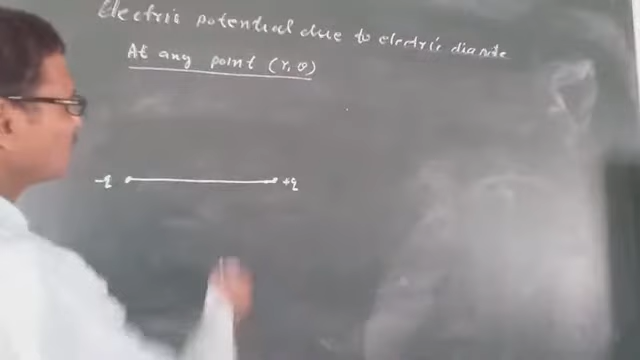 Electric potential due to electric dipole
At any point (r, θ)
-q +q